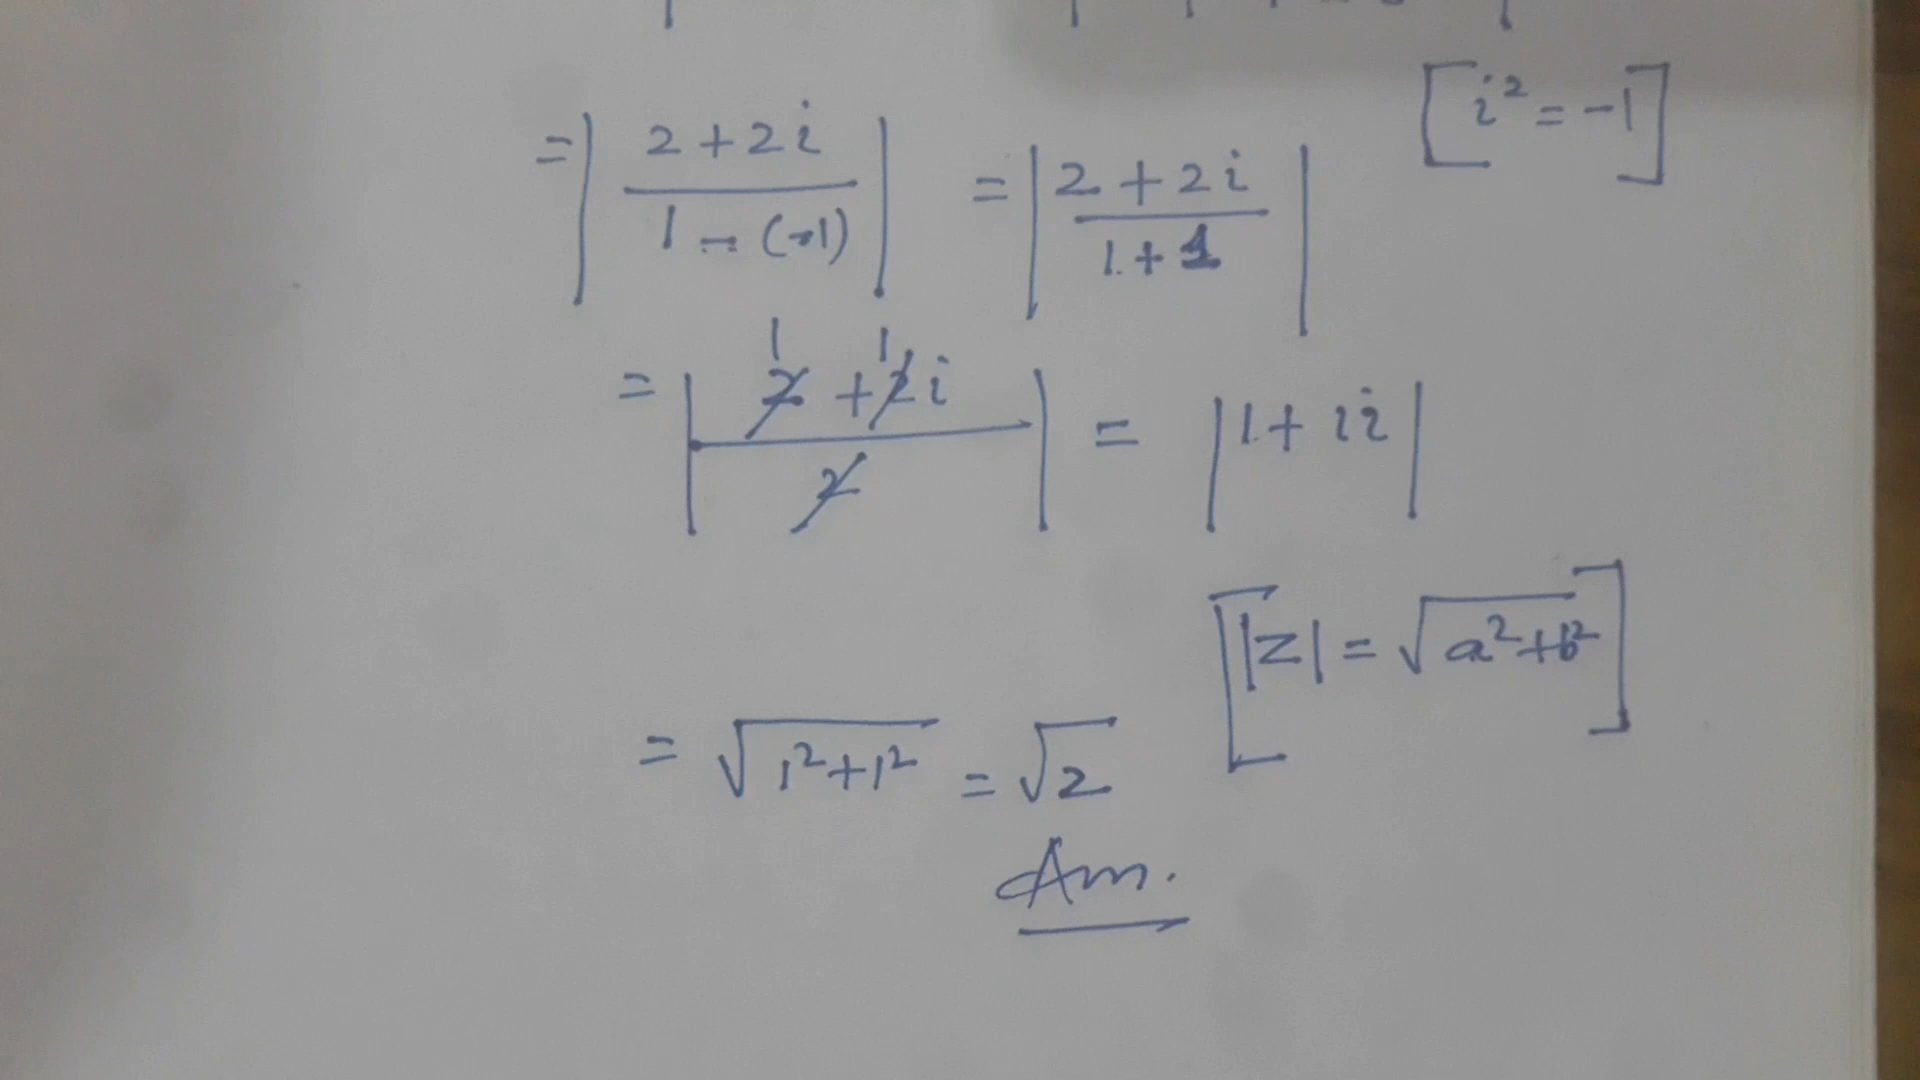 [i² = -1]
= | (2 + 2i) / (1 - (-1)) | = | (2 + 2i) / (1 + 1) |
= | (2 + 2i) / 2 | = |1 + 1i|
[|z| = √(a² + b²)]
= √(1² + 1²) = √2
Ans.